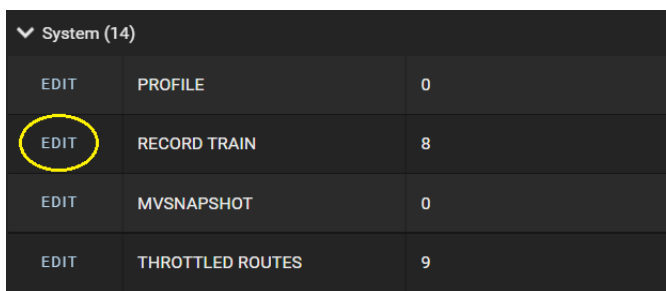 System (14)
EDIT PROFILE 0
EDIT RECORD TRAIN 8
EDIT MVSNAPSHOT 0
EDIT THROTTLED ROUTES 9